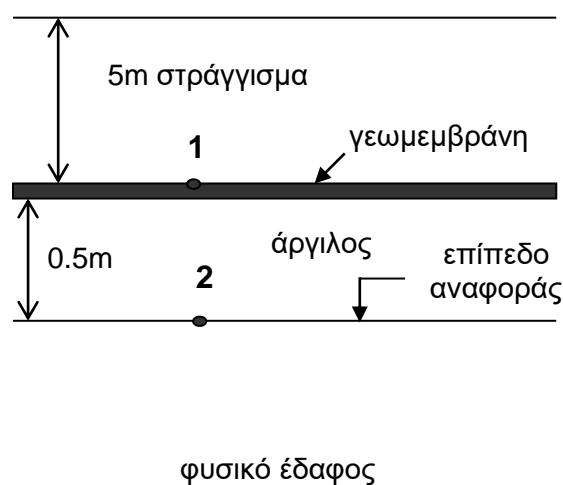 5m στράγγισμα
γεωμεμβράνη
1
0.5m
άργιλος
επίπεδο
αναφοράς
2
φυσικό έδαφος